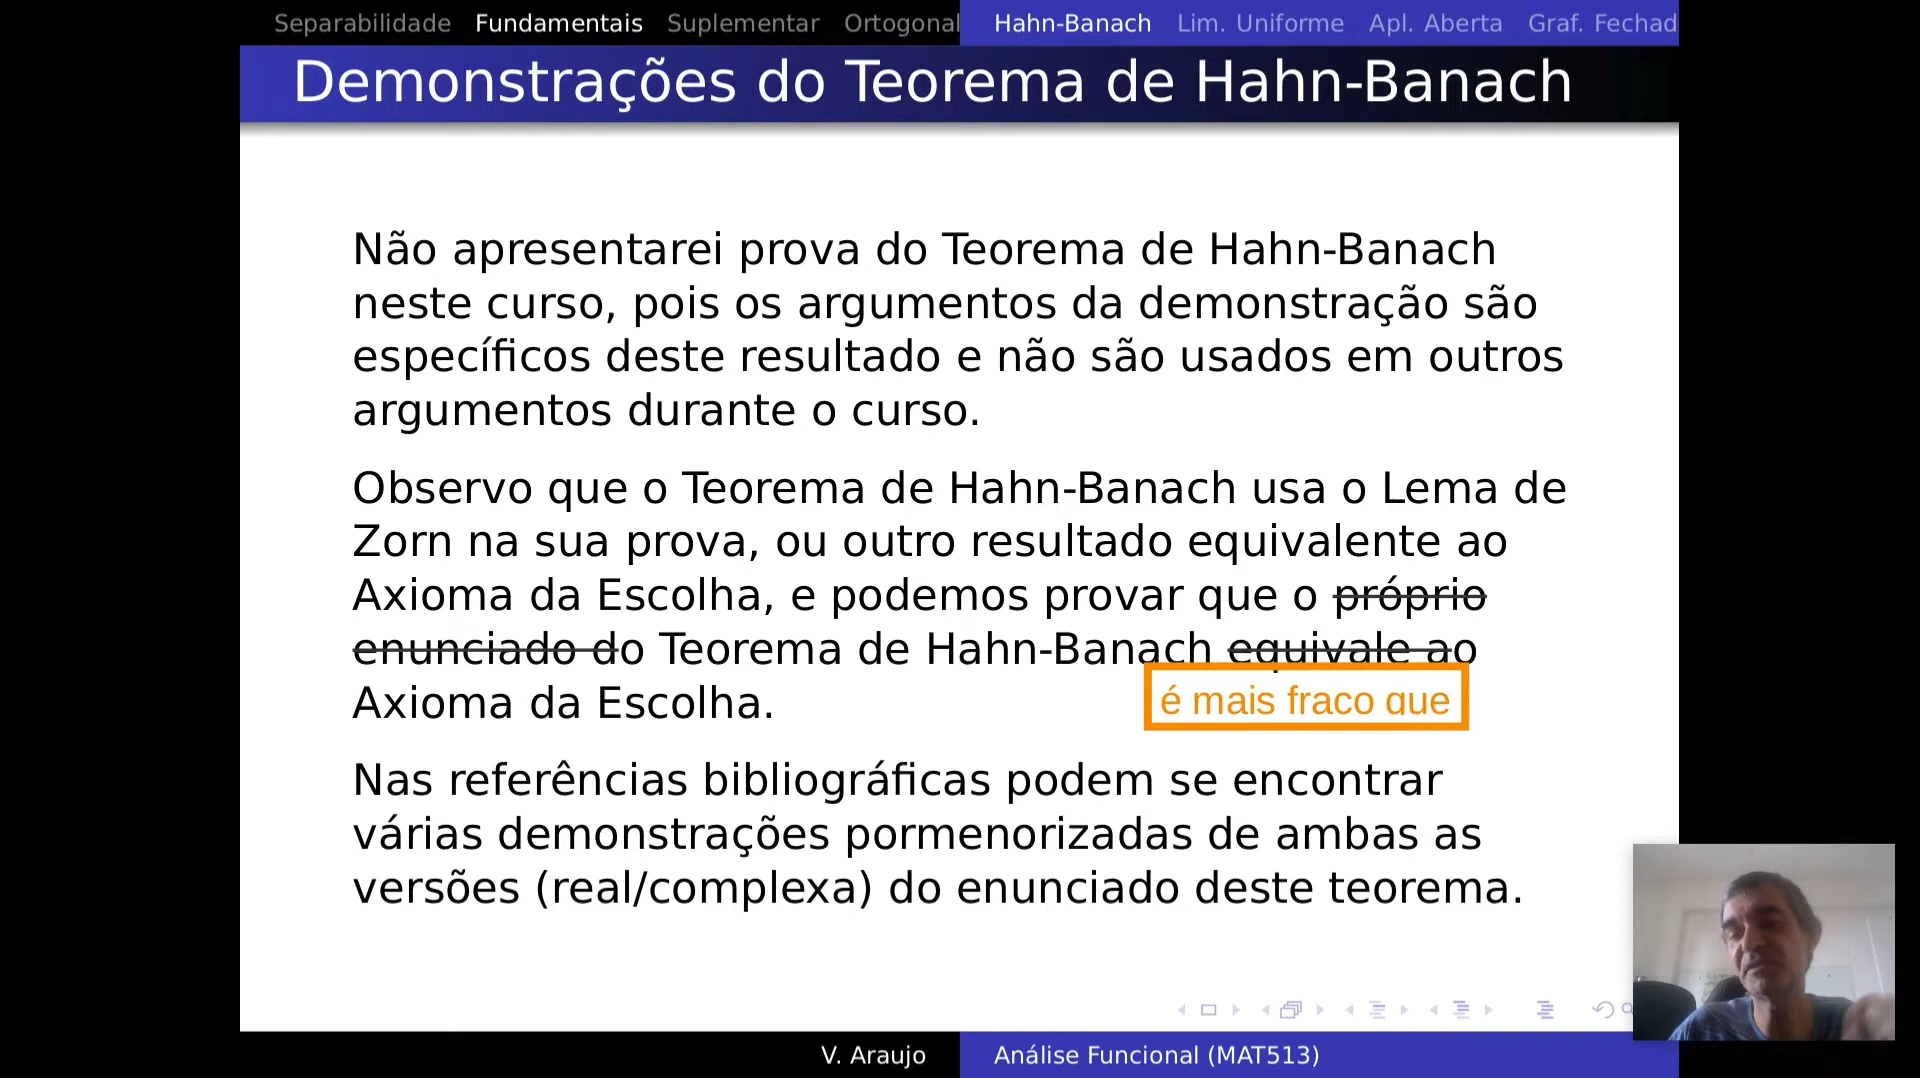 Separabilidade Fundamentais Suplementar Ortogonal Hahn-Banach Lim. Uniforme Apl. Aberta Graf. Fechad
Demonstrações do Teorema de Hahn-Banach
Não apresentarei prova do Teorema de Hahn-Banach
neste curso, pois os argumentos da demonstração são
específicos deste resultado e não são usados em outros
argumentos durante o curso.
Observo que o Teorema de Hahn-Banach usa o Lema de
Zorn na sua prova, ou outro resultado equivalente ao
Axioma da Escolha, e podemos provar que o próprio
enunciado do Teorema de Hahn-Banach equivale ao
é mais fraco que
Axioma da Escolha.
Nas referências bibliográficas podem se encontrar
várias demonstrações pormenorizadas de ambas as
versões (real/complexa) do enunciado deste teorema.
V. Araujo Análise Funcional (MAT513)